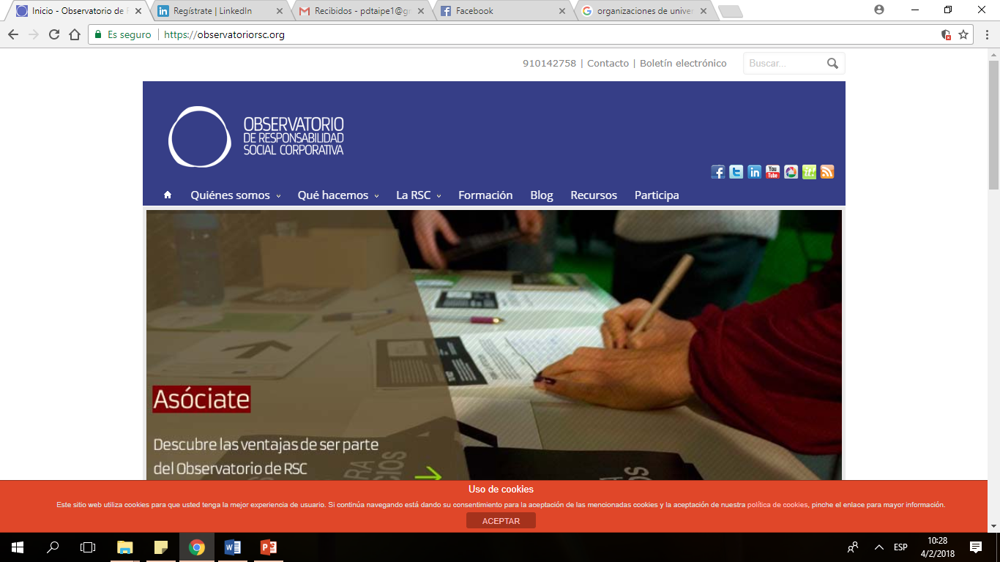 Inicio - Observatorio de R
Regístrate | LinkedIn
Recibidos - pdtaipe1@gm
Facebook
organizaciones de univer
Es seguro | https://observatoriorsc.org
910142758 | Contacto | Boletín electrónico
Buscar...
OBSERVATORIO
DE RESPONSABILIDAD
SOCIAL CORPORATIVA
You
Tube
Quiénes somos
Qué hacemos
La RSC
Formación
Blog
Recursos
Participa
Asóciate
Descubre las ventajas de ser parte
del Observatorio de RSC
Uso de cookies
Este sitio web utiliza cookies para que usted tenga la mejor experiencia de usuario. Si continúa navegando está dando su consentimiento para la aceptación de las mencionadas cookies y la aceptación de nuestra política de cookies, pinche el enlace para mayor información.
ACEPTAR
ESP
10:28
4/2/2018